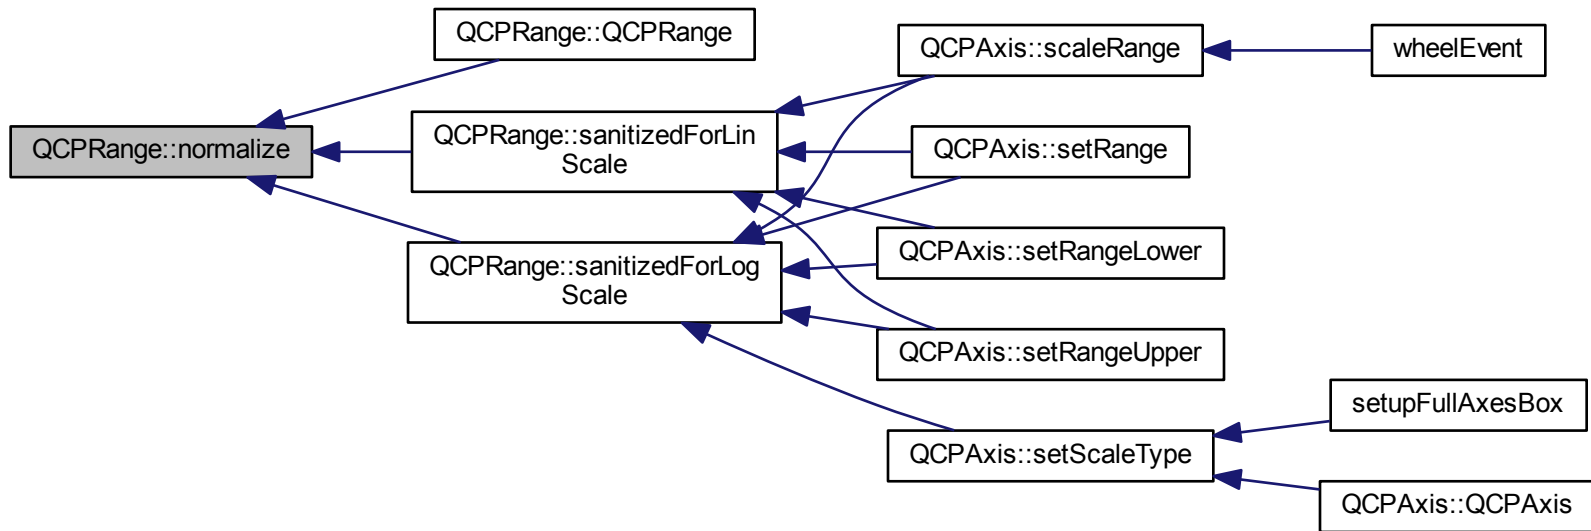 QCPRange::normalize
QCPRange::QCPRange
QCPRange::sanitizedForLin
Scale
QCPRange::sanitizedForLog
Scale
QCPAxis::scaleRange
QCPAxis::setRange
QCPAxis::setRangeLower
QCPAxis::setRangeUpper
QCPAxis::setScaleType
wheelEvent
setupFullAxesBox
QCPAxis::QCPAxis